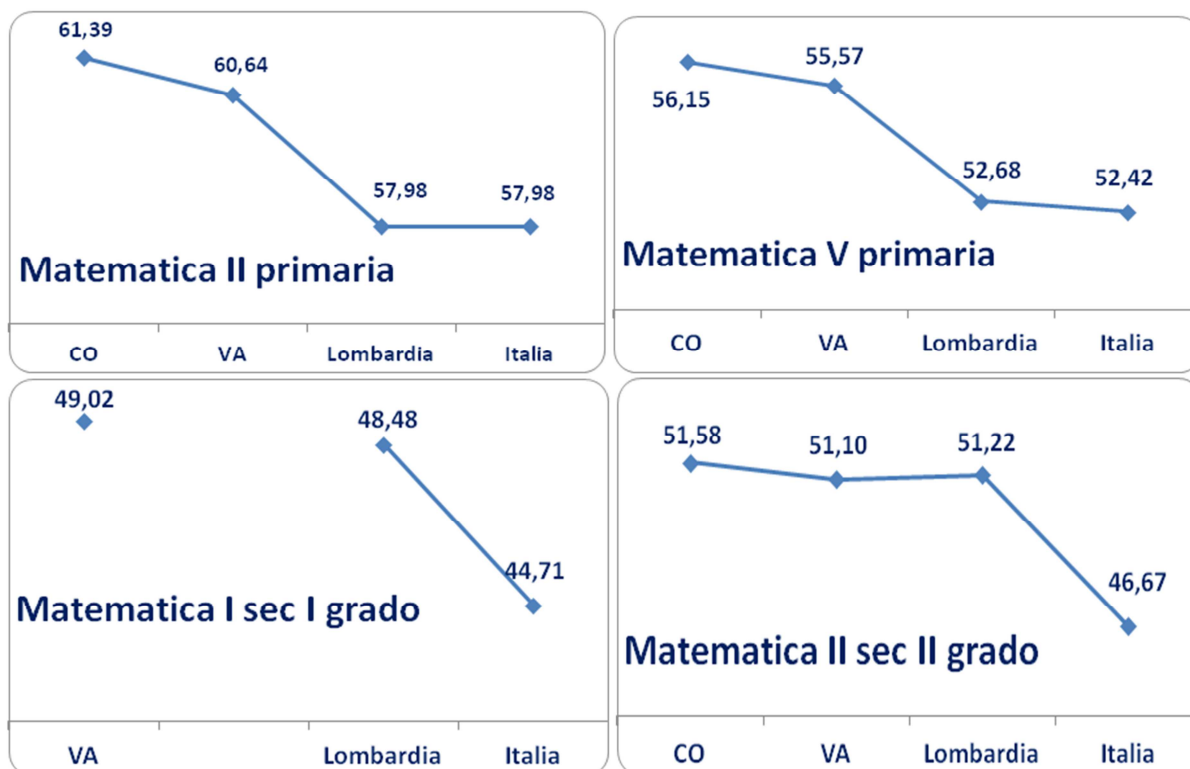 61,39
60,64
57,98
57,98
Matematica II primaria
CO VA Lombardia Italia
55,57
56,15
52,68
52,42
Matematica V primaria
CO VA Lombardia Italia
49,02
48,48
44,71
Matematica I sec I grado
VA Lombardia Italia
51,58
51,10
51,22
46,67
Matematica II sec II grado
CO VA Lombardia Italia